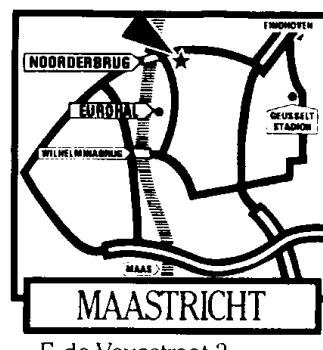 EINDHOVEN
NOORDERBRUG
EUROHAL
GEUSSELT
STADION
WILHELMINABRUG
MAAS
MAASTRICHT